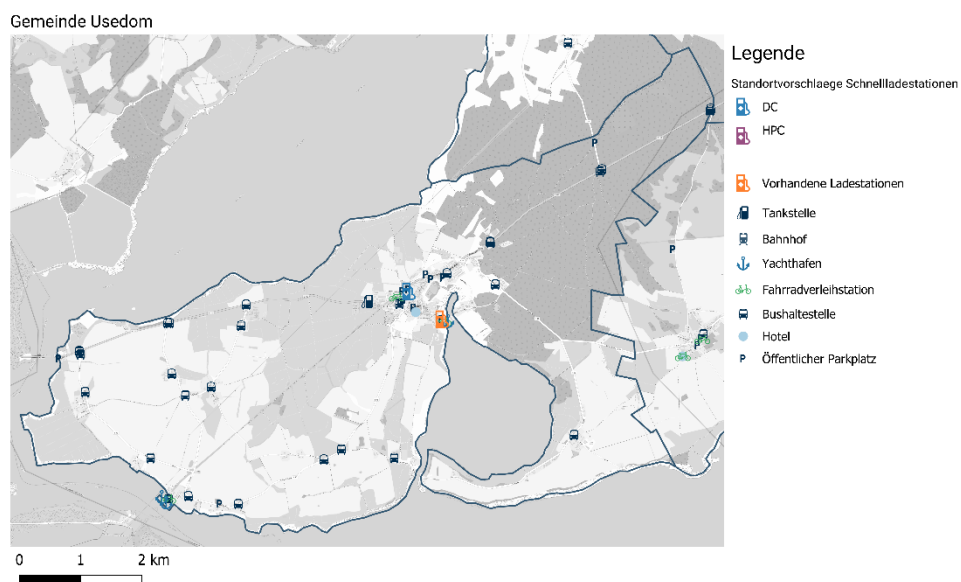 Gemeinde Usedom
Legende
Standortvorschlaege Schnellladestationen
DC
HPC
Vorhandene Ladestationen
Tankstelle
Bahnhof
Yachthafen
Fahrradverleihstation
Bushaltestelle
Hotel
P Öffentlicher Parkplatz
0 1 2 km